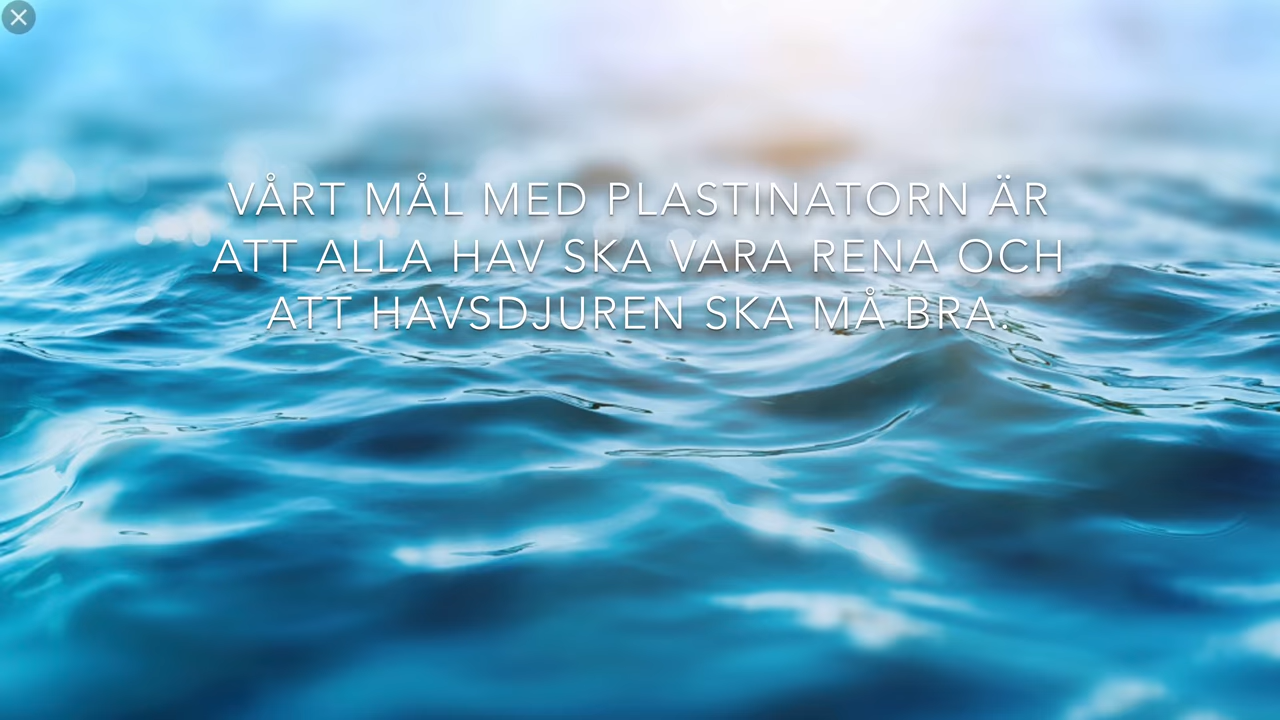 VÅRT MÅL MED PLASTINATORN ÄR
ATT ALLA HAV SKA VARA RENA OCH
ATT HAVSDJUREN SKA MÅ BRA.